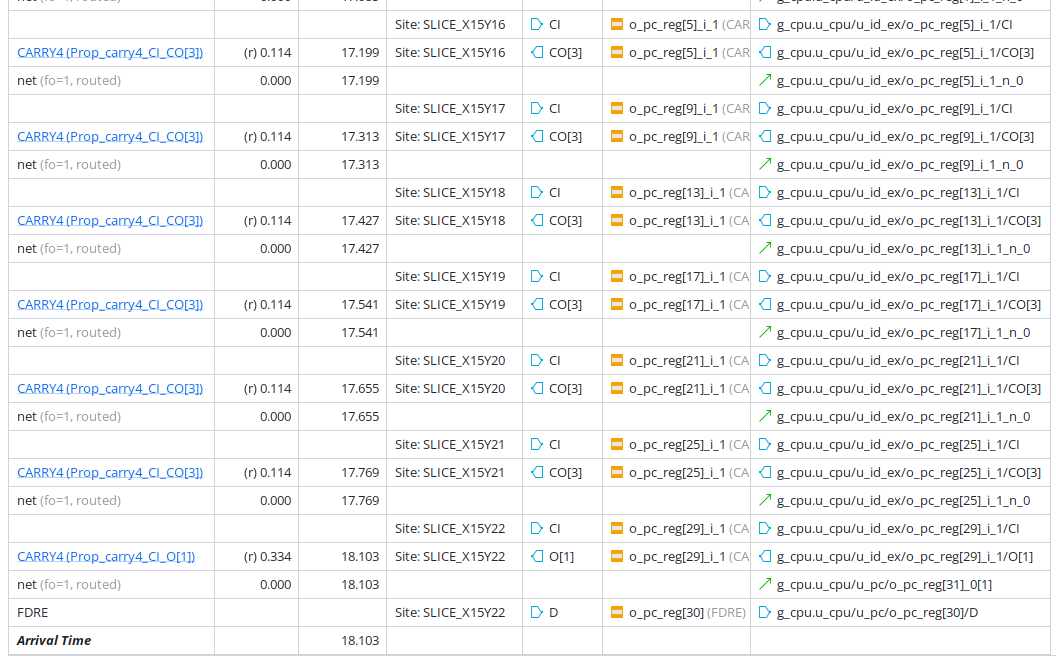 Site: SLICE_X15Y16 CI o_pc_reg[5]_i_1 (CAR g_cpu.u_cpu/u_id_ex/o_pc_reg[5]_i_1/CI
CARRY4 (Prop_carry4_CI_CO[3]) (r) 0.114 17.199 Site: SLICE_X15Y16 CO[3] o_pc_reg[5]_i_1 (CAR g_cpu.u_cpu/u_id_ex/o_pc_reg[5]_i_1/CO[3]
net (fo=1, routed) 0.000 17.199 g_cpu.u_cpu/u_id_ex/o_pc_reg[5]_i_1_n_0
Site: SLICE_X15Y17 CI o_pc_reg[9]_i_1 (CAR g_cpu.u_cpu/u_id_ex/o_pc_reg[9]_i_1/CI
CARRY4 (Prop_carry4_CI_CO[3]) (r) 0.114 17.313 Site: SLICE_X15Y17 CO[3] o_pc_reg[9]_i_1 (CAR g_cpu.u_cpu/u_id_ex/o_pc_reg[9]_i_1/CO[3]
net (fo=1, routed) 0.000 17.313 g_cpu.u_cpu/u_id_ex/o_pc_reg[9]_i_1_n_0
Site: SLICE_X15Y18 CI o_pc_reg[13]_i_1 (CA g_cpu.u_cpu/u_id_ex/o_pc_reg[13]_i_1/CI
CARRY4 (Prop_carry4_CI_CO[3]) (r) 0.114 17.427 Site: SLICE_X15Y18 CO[3] o_pc_reg[13]_i_1 (CA g_cpu.u_cpu/u_id_ex/o_pc_reg[13]_i_1/CO[3]
net (fo=1, routed) 0.000 17.427 g_cpu.u_cpu/u_id_ex/o_pc_reg[13]_i_1_n_0
Site: SLICE_X15Y19 CI o_pc_reg[17]_i_1 (CA g_cpu.u_cpu/u_id_ex/o_pc_reg[17]_i_1/CI
CARRY4 (Prop_carry4_CI_CO[3]) (r) 0.114 17.541 Site: SLICE_X15Y19 CO[3] o_pc_reg[17]_i_1 (CA g_cpu.u_cpu/u_id_ex/o_pc_reg[17]_i_1/CO[3]
net (fo=1, routed) 0.000 17.541 g_cpu.u_cpu/u_id_ex/o_pc_reg[17]_i_1_n_0
Site: SLICE_X15Y20 CI o_pc_reg[21]_i_1 (CA g_cpu.u_cpu/u_id_ex/o_pc_reg[21]_i_1/CI
CARRY4 (Prop_carry4_CI_CO[3]) (r) 0.114 17.655 Site: SLICE_X15Y20 CO[3] o_pc_reg[21]_i_1 (CA g_cpu.u_cpu/u_id_ex/o_pc_reg[21]_i_1/CO[3]
net (fo=1, routed) 0.000 17.655 g_cpu.u_cpu/u_id_ex/o_pc_reg[21]_i_1_n_0
Site: SLICE_X15Y21 CI o_pc_reg[25]_i_1 (CA g_cpu.u_cpu/u_id_ex/o_pc_reg[25]_i_1/CI
CARRY4 (Prop_carry4_CI_CO[3]) (r) 0.114 17.769 Site: SLICE_X15Y21 CO[3] o_pc_reg[25]_i_1 (CA g_cpu.u_cpu/u_id_ex/o_pc_reg[25]_i_1/CO[3]
net (fo=1, routed) 0.000 17.769 g_cpu.u_cpu/u_id_ex/o_pc_reg[25]_i_1_n_0
Site: SLICE_X15Y22 CI o_pc_reg[29]_i_1 (CA g_cpu.u_cpu/u_id_ex/o_pc_reg[29]_i_1/CI
CARRY4 (Prop_carry4_CI_O[1]) (r) 0.334 18.103 Site: SLICE_X15Y22 O[1] o_pc_reg[29]_i_1 (CA g_cpu.u_cpu/u_id_ex/o_pc_reg[29]_i_1/O[1]
net (fo=1, routed) 0.000 18.103 g_cpu.u_cpu/u_pc/o_pc_reg[31]_0[1]
FDRE Site: SLICE_X15Y22 D o_pc_reg[30] (FDRE) g_cpu.u_cpu/u_pc/o_pc_reg[30]/D
Arrival Time 18.103